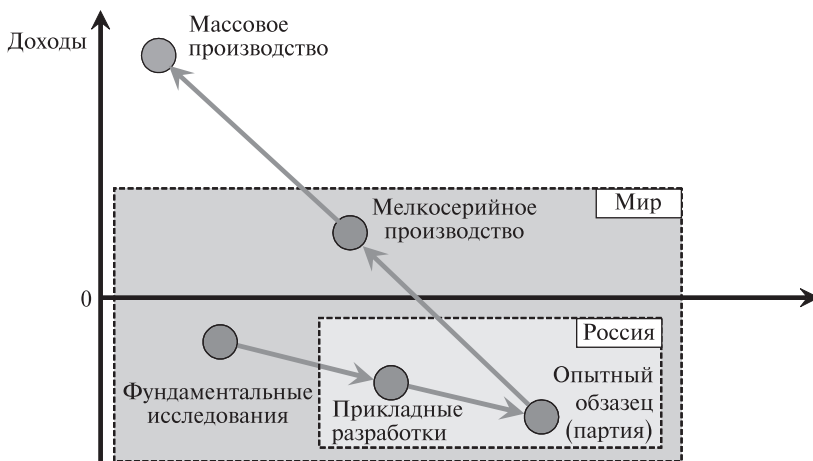 Массовое
производство
Доходы
Мелкосерийное
производство
Мир
0
Россия
Фундаментальные
исследования
Прикладные
разработки
Опытный
обзазец
(партия)